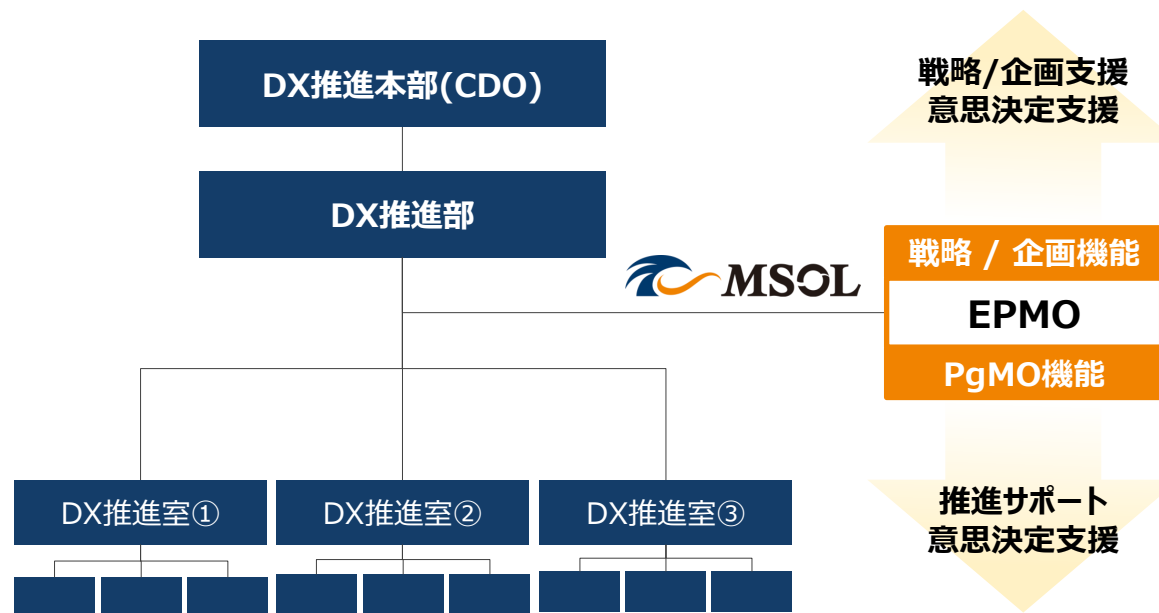 DX推進本部(CDO)
DX推進部
戦略/企画支援
意思決定支援
MSOL
戦略 / 企画機能
EPMO
PgMO機能
DX推進室①
DX推進室②
DX推進室③
推進サポート
意思決定支援